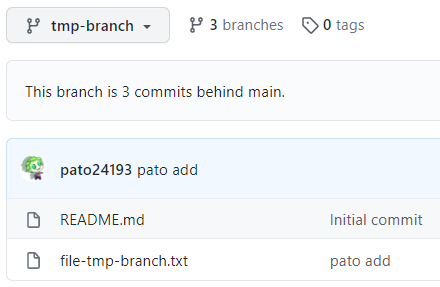 tmp-branch 3 branches 0 tags
This branch is 3 commits behind main.
pato24193 pato add
README.md Initial commit
file-tmp-branch.txt pato add